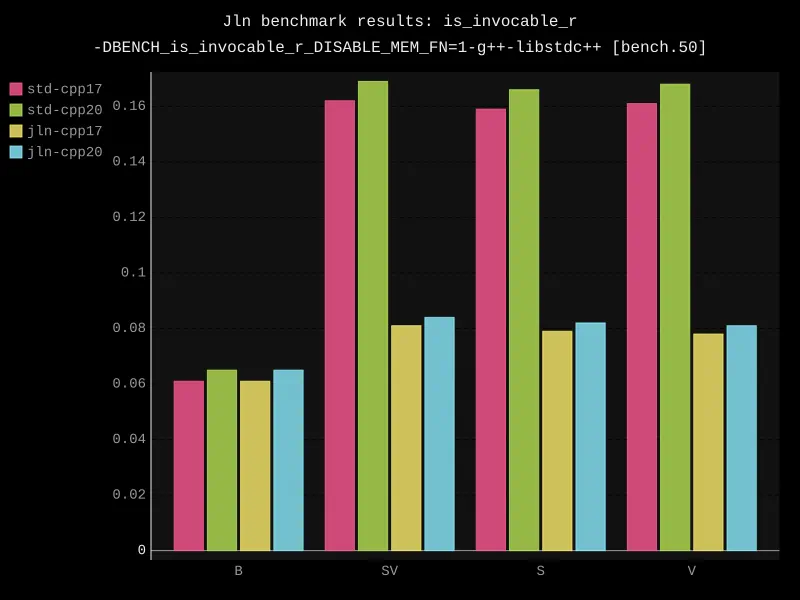 Jln benchmark results: is_invocable_r
-DBENCH_is_invocable_r_DISABLE_MEM_FN=1-g++-libstdc++ [bench.50]
std-cpp17
std-cpp20
jln-cpp17
jln-cpp20
0.16
0.14
0.12
0.1
0.08
0.06
0.04
0.02
0
B SV S V